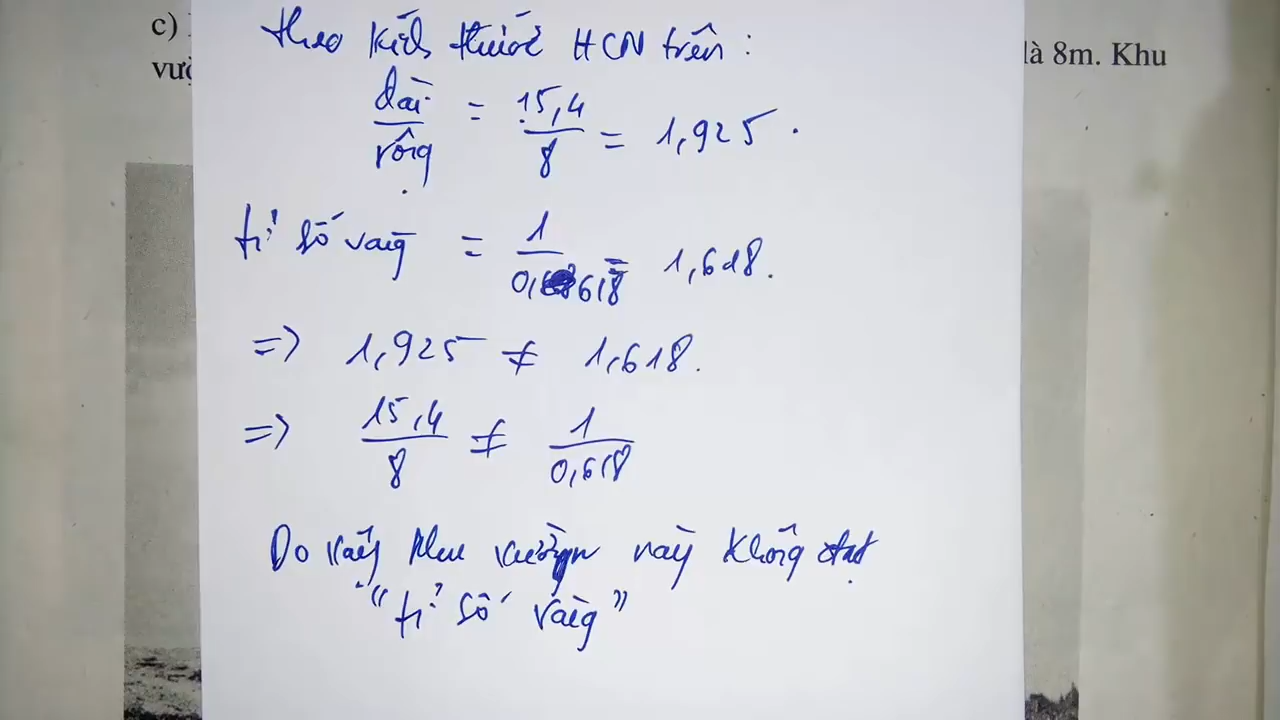 c)
theo kích thước HCN trên :
vườ là 8m. Khu
dài/rộng = 15,4/8 = 1,925 .
tỉ số vàng = 1/0,618 = 1,618.
=> 1,925 ≠ 1,618.
=> 15,4/8 ≠ 1/0,618
Do vậy khu vườn này không đạt
"tỉ số vàng"